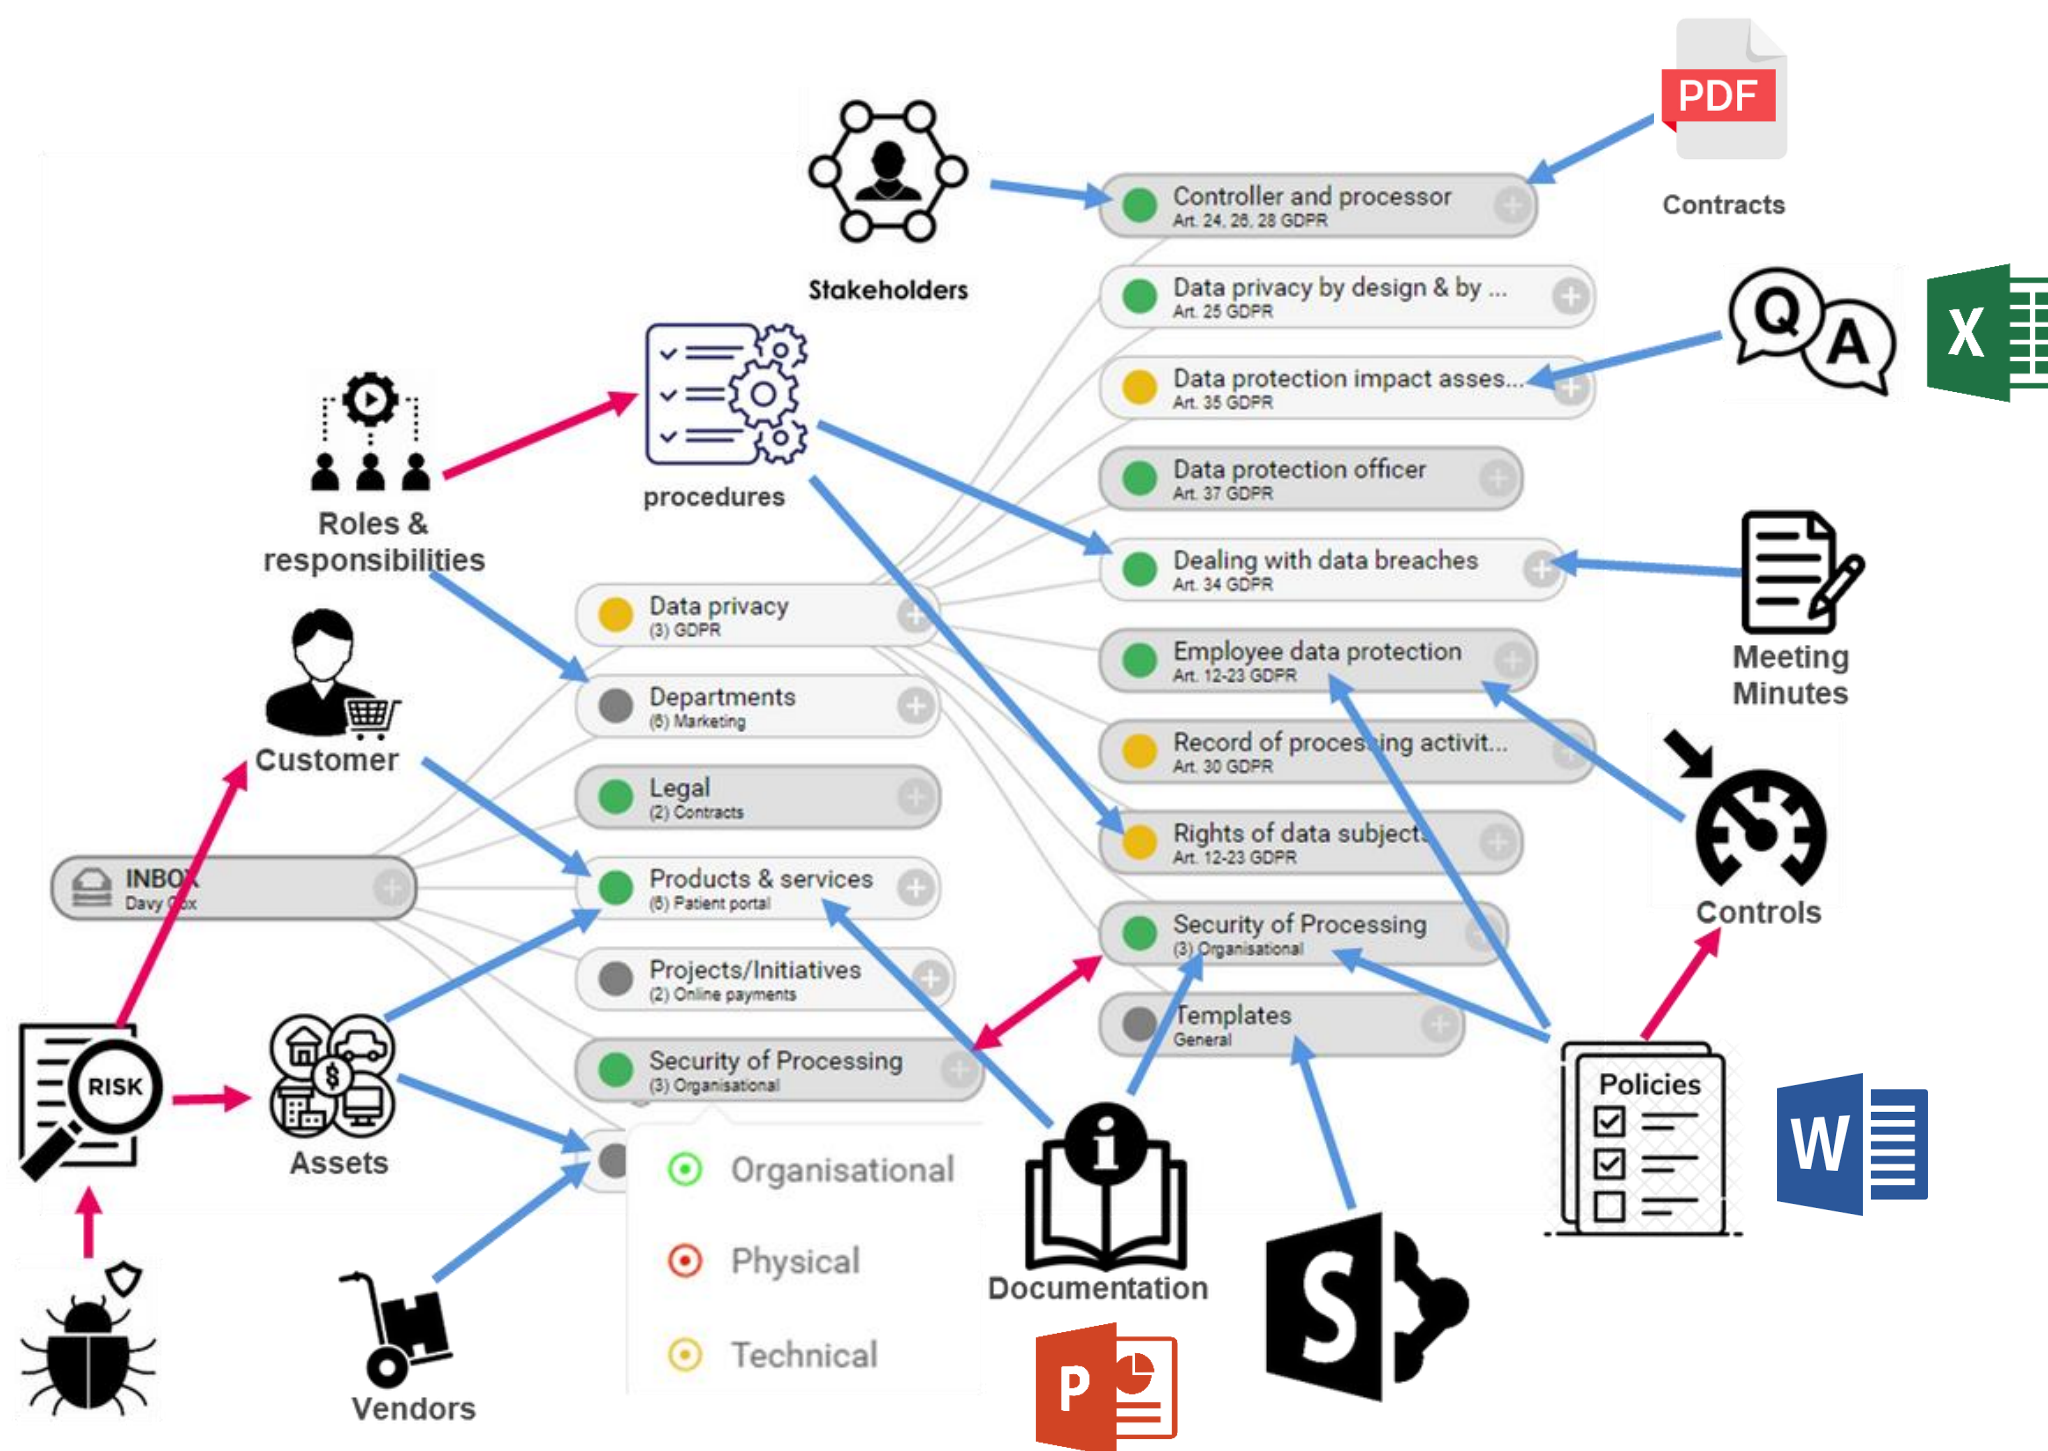 PDF
Contracts
Stakeholders
Controller and processor
Art. 24, 26, 28 GDPR
Data privacy by design & by ...
Art. 25 GDPR
Q
A
X
Data protection impact asses...
Art. 35 GDPR
procedures
Data protection officer
Art. 37 GDPR
Roles &
responsibilities
Dealing with data breaches
Art. 34 GDPR
Data privacy
(3) GDPR
Employee data protection
Art. 12-23 GDPR
Meeting
Minutes
Departments
(6) Marketing
Customer
Record of processing activit...
Art. 30 GDPR
Legal
(2) Contracts
Rights of data subjects
Art. 12-23 GDPR
INBOX
Davy Cox
Products & services
(6) Patient portal
Controls
Security of Processing
(3) Organisational
Projects/Initiatives
(2) Online payments
Templates
General
RISK
$
Assets
Security of Processing
(3) Organisational
Policies
W
i
Organisational
Physical
Technical
Documentation
S
P
Vendors